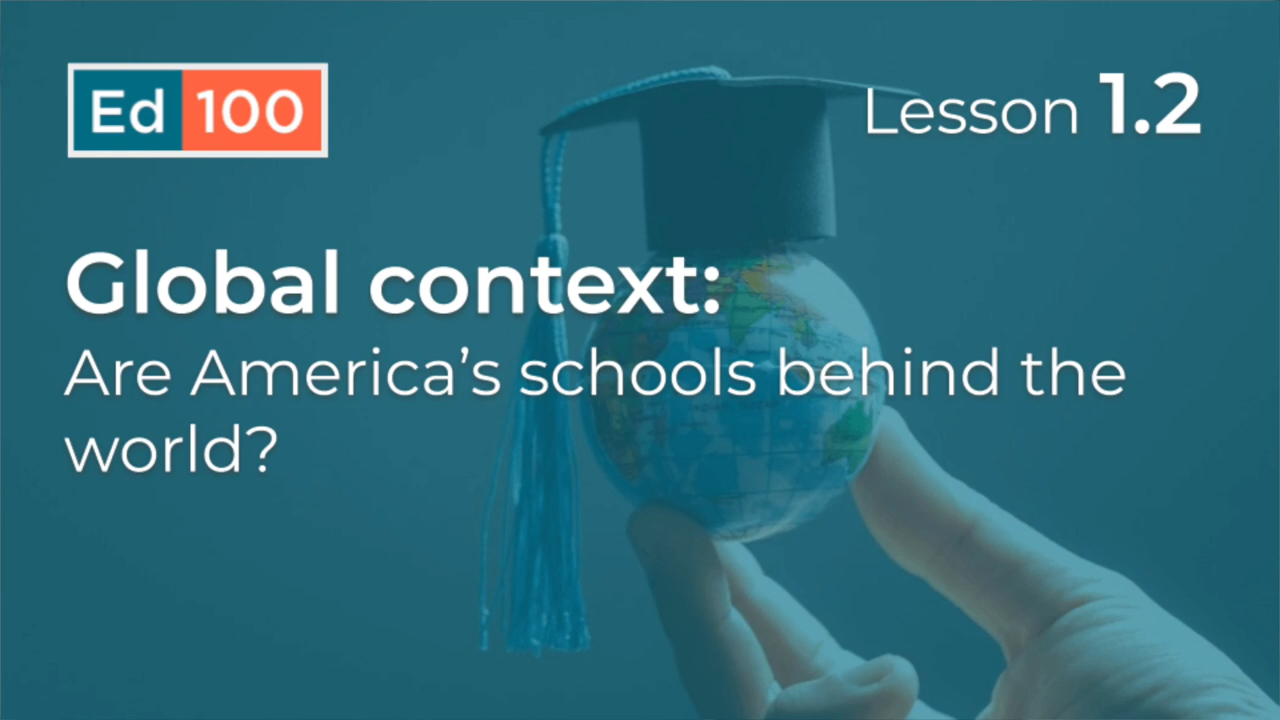 Ed 100
Lesson 1.2
Global context:
Are America’s schools behind the
world?